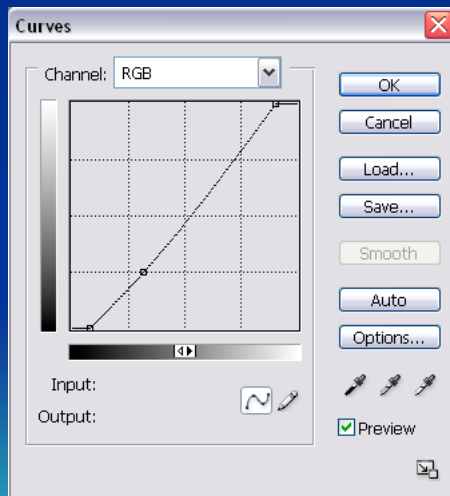 Curves
Channel: RGB
OK
Cancel
Load...
Save...
Smooth
Auto
Options...
Input:
Output:
Preview